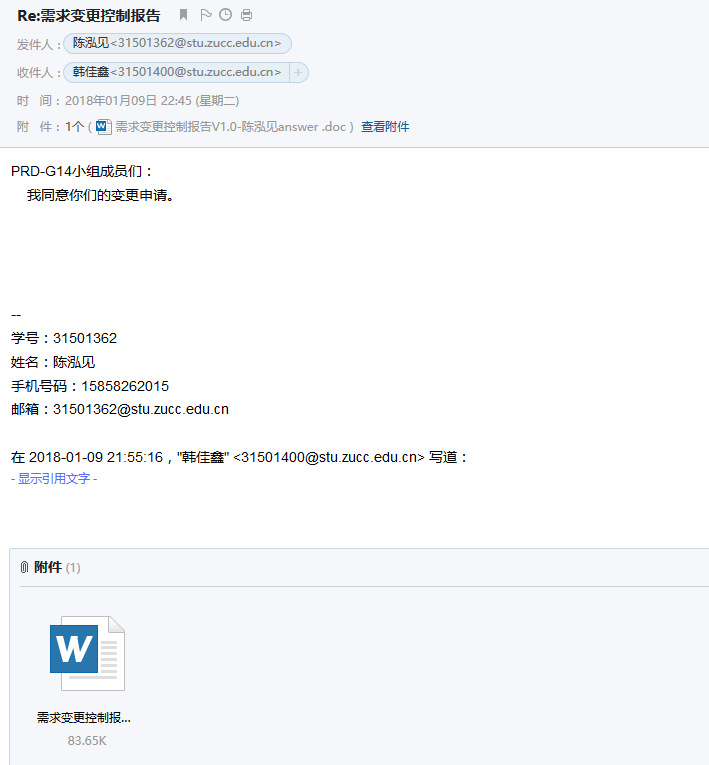 Re:需求变更控制报告
发件人：陈泓见<31501362@stu.zucc.edu.cn>
收件人：韩佳鑫<31501400@stu.zucc.edu.cn> +
时 间：2018年01月09日 22:45 (星期二)
附 件：1个 ( 需求变更控制报告V1.0-陈泓见answer .doc ) 查看附件
PRD-G14小组成员们：
我同意你们的变更申请。
--
学号：31501362
姓名：陈泓见
手机号码：15858262015
邮箱：31501362@stu.zucc.edu.cn
在 2018-01-09 21:55:16，"韩佳鑫" <31501400@stu.zucc.edu.cn> 写道：
- 显示引用文字 -
附件 (1)
W
需求变更控制报...
83.65K